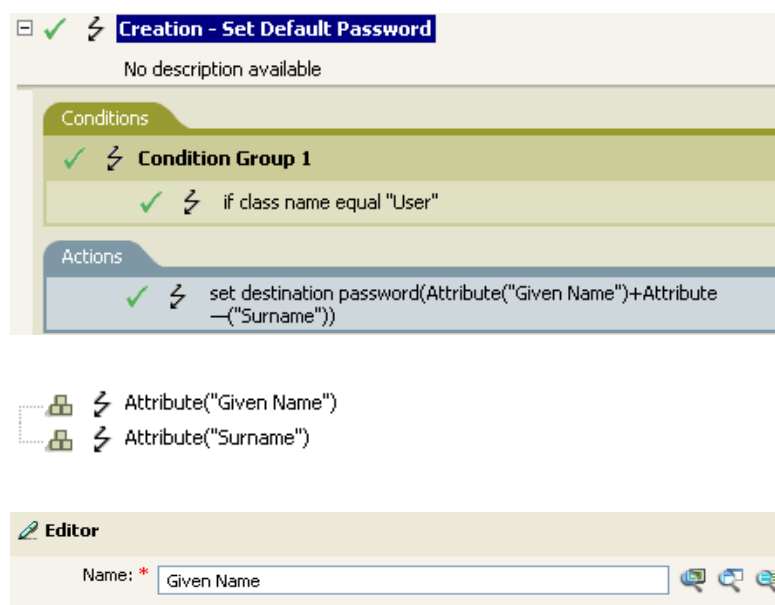 Creation - Set Default Password
No description available
Conditions
Condition Group 1
if class name equal "User"
Actions
set destination password(Attribute("Given Name")+Attribute
—("Surname"))
Attribute("Given Name")
Attribute("Surname")
Editor
Name: *
Given Name